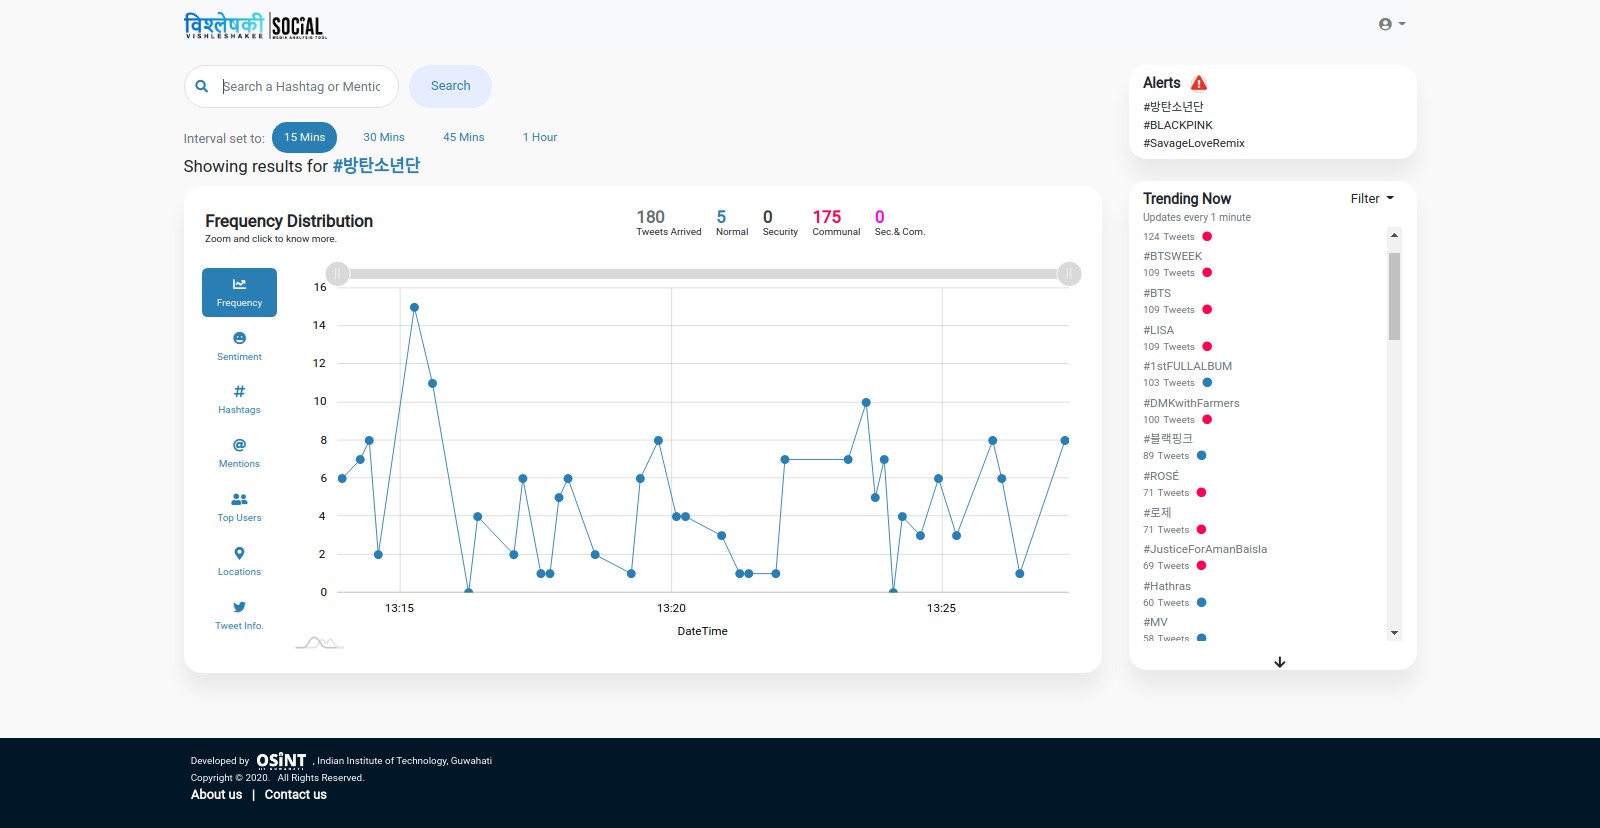 विश्लेषकी SOCIAL
VISHLESHAKEE MEDIA ANALYSIS TOOL
Search a Hashtag or Mentic
Search
Interval set to: 15 Mins 30 Mins 45 Mins 1 Hour
Showing results for #방탄소년단
Frequency Distribution
Zoom and click to know more.
180 5 0 175 0
Tweets Arrived Normal Security Communal Sec.& Com.
Frequency
Sentiment
Hashtags
Mentions
Top Users
Locations
Tweet Info.
16
14
12
10
8
6
4
2
0
13:15 13:20 13:25
DateTime
Alerts
#방탄소년단
#BLACKPINK
#SavageLoveRemix
Trending Now Filter
Updates every 1 minute
124 Tweets
#BTSWEEK
109 Tweets
#BTS
109 Tweets
#LISA
109 Tweets
#1stFULLALBUM
103 Tweets
#DMKwithFarmers
100 Tweets
#블랙핑크
89 Tweets
#ROSÉ
71 Tweets
#로제
71 Tweets
#JusticeForAmanBaisla
69 Tweets
#Hathras
60 Tweets
#MV
58 Tweets
Developed by OSINT , Indian Institute of Technology, Guwahati
Copyright © 2020. All Rights Reserved.
About us | Contact us